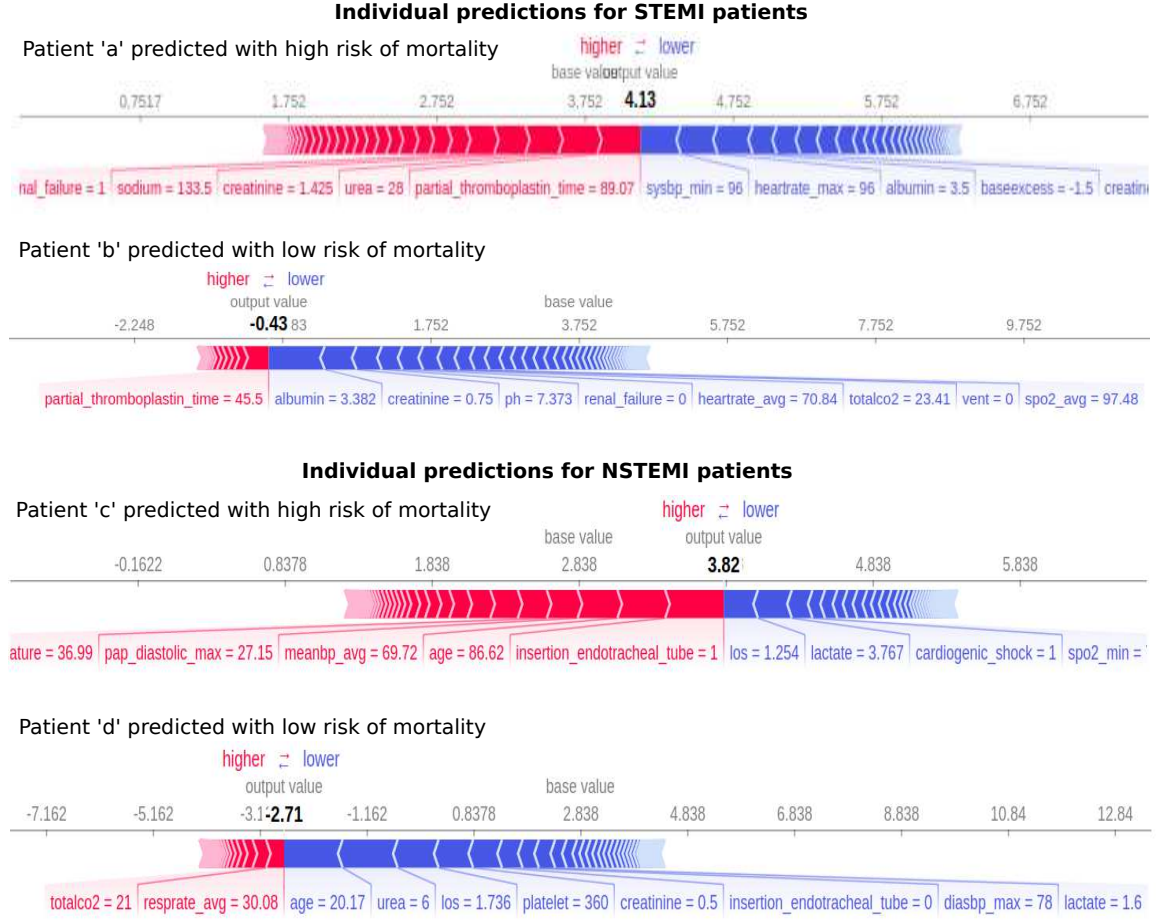 Individual predictions for STEMI patients
Patient 'a' predicted with high risk of mortality
higher ⇄ lower
base value output value
0.7517 1.752 2.752 3.752 4.13 4.752 5.752 6.752
nal_failure = 1 sodium = 133.5 creatinine = 1.425 urea = 28 partial_thromboplastin_time = 89.07 sysbp_min = 96 heartrate_max = 96 albumin = 3.5 baseexcess = -1.5 creatin
Patient 'b' predicted with low risk of mortality
higher ⇄ lower
output value base value
-2.248 -0.43 83 1.752 3.752 5.752 7.752 9.752
partial_thromboplastin_time = 45.5 albumin = 3.382 creatinine = 0.75 ph = 7.373 renal_failure = 0 heartrate_avg = 70.84 totalco2 = 23.41 vent = 0 spo2_avg = 97.48
Individual predictions for NSTEMI patients
Patient 'c' predicted with high risk of mortality
higher ⇄ lower
base value output value
-0.1622 0.8378 1.838 2.838 3.82 4.838 5.838
ature = 36.99 pap_diastolic_max = 27.15 meanbp_avg = 69.72 age = 86.62 insertion_endotracheal_tube = 1 los = 1.254 lactate = 3.767 cardiogenic_shock = 1 spo2_min =
Patient 'd' predicted with low risk of mortality
higher ⇄ lower
output value base value
-7.162 -5.162 -3.1 -2.71 -1.162 0.8378 2.838 4.838 6.838 8.838 10.84 12.84
totalco2 = 21 resprate_avg = 30.08 age = 20.17 urea = 6 los = 1.736 platelet = 360 creatinine = 0.5 insertion_endotracheal_tube = 0 diasbp_max = 78 lactate = 1.6